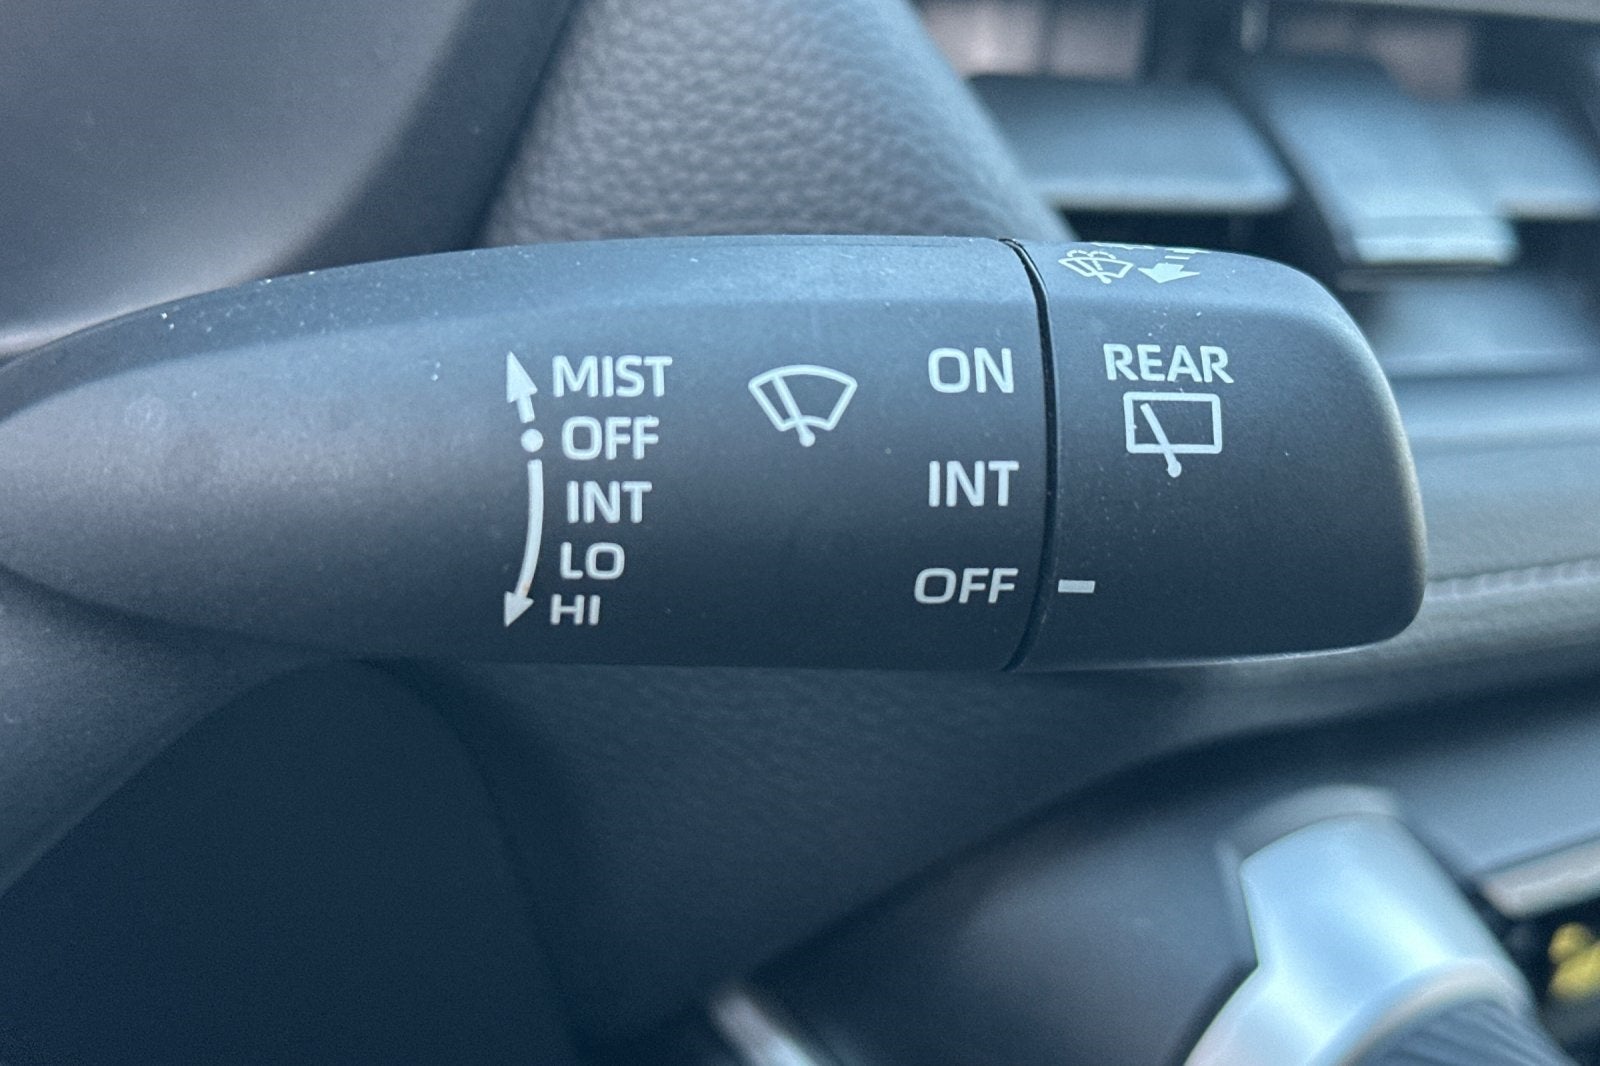 MIST
OFF
INT
LO
HI
ON
INT
OFF
REAR